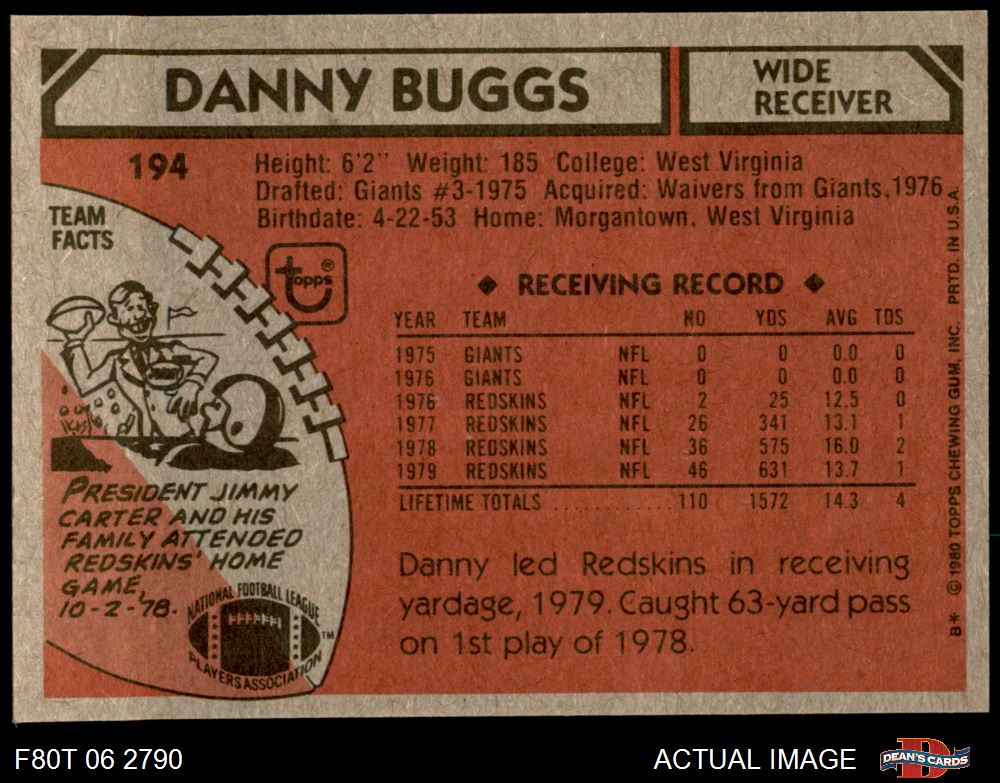 DANNY BUGGS
WIDE
RECEIVER
194
Height: 6'2" Weight: 185 College: West Virginia
Drafted: Giants #3-1975 Acquired: Waivers from Giants, 1976
Birthdate: 4-22-53 Home: Morgantown, West Virginia
TEAM
FACTS
topps®
◆ RECEIVING RECORD ◆
YEAR TEAM NO YDS AVG TDS
1975 GIANTS NFL 0 0 0.0 0
1976 GIANTS NFL 0 0 0.0 0
1976 REDSKINS NFL 2 25 12.5 0
1977 REDSKINS NFL 26 341 13.1 1
1978 REDSKINS NFL 36 575 16.0 2
1979 REDSKINS NFL 46 631 13.7 1
LIFETIME TOTALS ............ 110 1572 14.3 4
PRESIDENT JIMMY
CARTER AND HIS
FAMILY ATTENDED
REDSKINS' HOME
GAME,
10-2-78.
NATIONAL FOOTBALL LEAGUE
PLAYERS ASSOCIATION
TM
Danny led Redskins in receiving
yardage, 1979. Caught 63-yard pass
on 1st play of 1978.
B* © 1980 TOPPS CHEWING GUM, INC. PRTD. IN U.S.A.
F80T 06 2790
ACTUAL IMAGE
DEAN'S CARDS